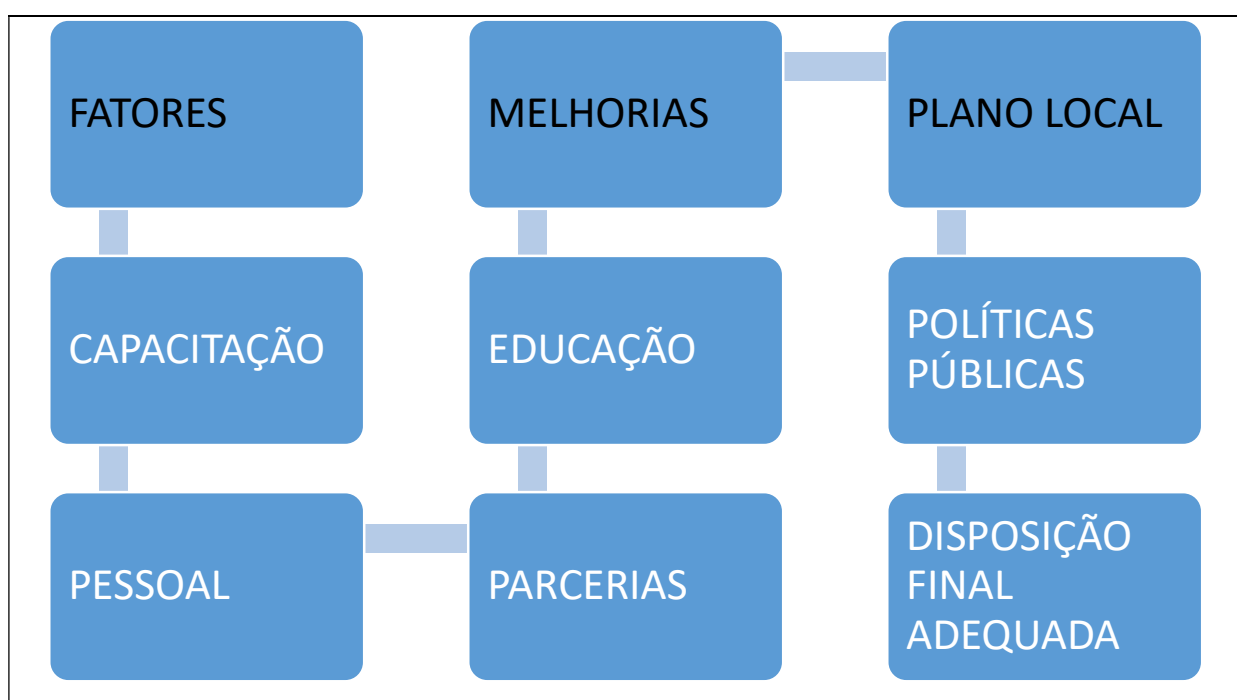 FATORES
CAPACITAÇÃO
PESSOAL
PARCERIAS
EDUCAÇÃO
MELHORIAS
PLANO LOCAL
POLÍTICAS
PÚBLICAS
DISPOSIÇÃO
FINAL
ADEQUADA